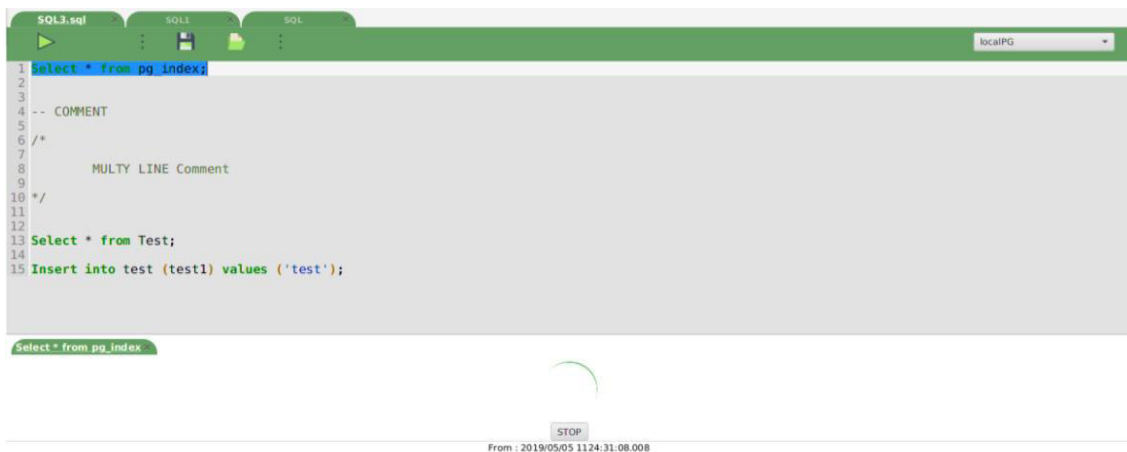 SQL3.sql SQL1 SQL
localPG
1 Select * from pg_index;
2
3
4 -- COMMENT
5
6 /*
7
8 MULTY LINE Comment
9
10 */
11
12
13 Select * from Test;
14
15 Insert into test (test1) values ('test');
Select * from pg_index
STOP
From : 2019/05/05 1124:31:08.008